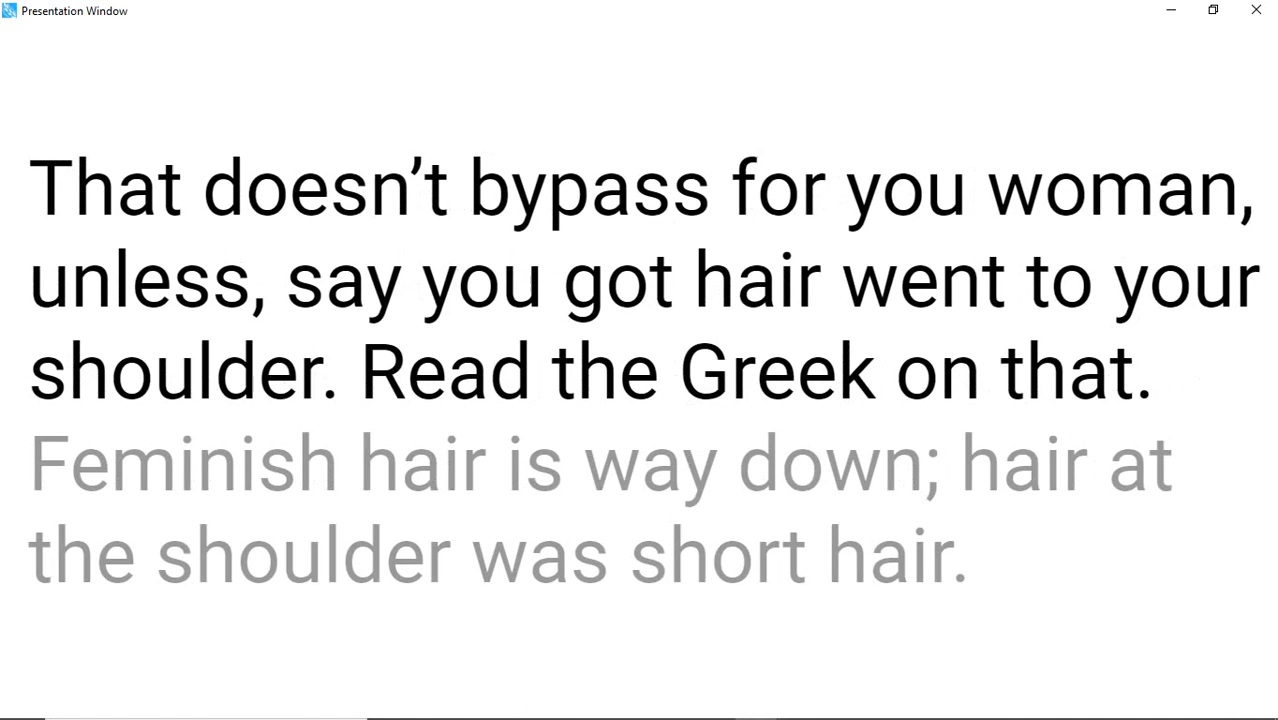 Presentation Window
That doesn’t bypass for you woman,
unless, say you got hair went to your
shoulder. Read the Greek on that.
Feminish hair is way down; hair at
the shoulder was short hair.